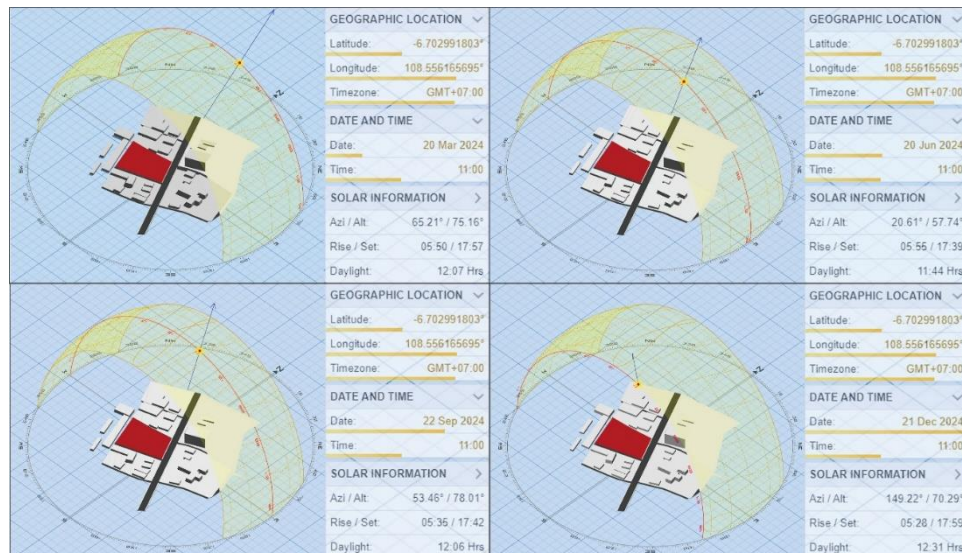 GEOGRAPHIC LOCATION
Latitude: -6.702991803°
Longitude: 108.556165695°
Timezone: GMT+07:00
DATE AND TIME
Date: 20 Mar 2024
Time: 11:00
SOLAR INFORMATION
Azi / Alt: 65.21° / 75.16°
Rise / Set: 05:50 / 17:57
Daylight: 12:07 Hrs
GEOGRAPHIC LOCATION
Latitude: -6.702991803°
Longitude: 108.556165695°
Timezone: GMT+07:00
DATE AND TIME
Date: 20 Jun 2024
Time: 11:00
SOLAR INFORMATION
Azi / Alt: 20.61° / 57.74°
Rise / Set: 05:56 / 17:39
Daylight: 11:44 Hrs
GEOGRAPHIC LOCATION
Latitude: -6.702991803°
Longitude: 108.556165695°
Timezone: GMT+07:00
DATE AND TIME
Date: 22 Sep 2024
Time: 11:00
SOLAR INFORMATION
Azi / Alt: 53.46° / 78.01°
Rise / Set: 05:36 / 17:42
Daylight: 12:06 Hrs
GEOGRAPHIC LOCATION
Latitude: -6.702991803°
Longitude: 108.556165695°
Timezone: GMT+07:00
DATE AND TIME
Date: 21 Dec 2024
Time: 11:00
SOLAR INFORMATION
Azi / Alt: 149.22° / 70.29°
Rise / Set: 05:28 / 17:59
Daylight: 12:31 Hrs